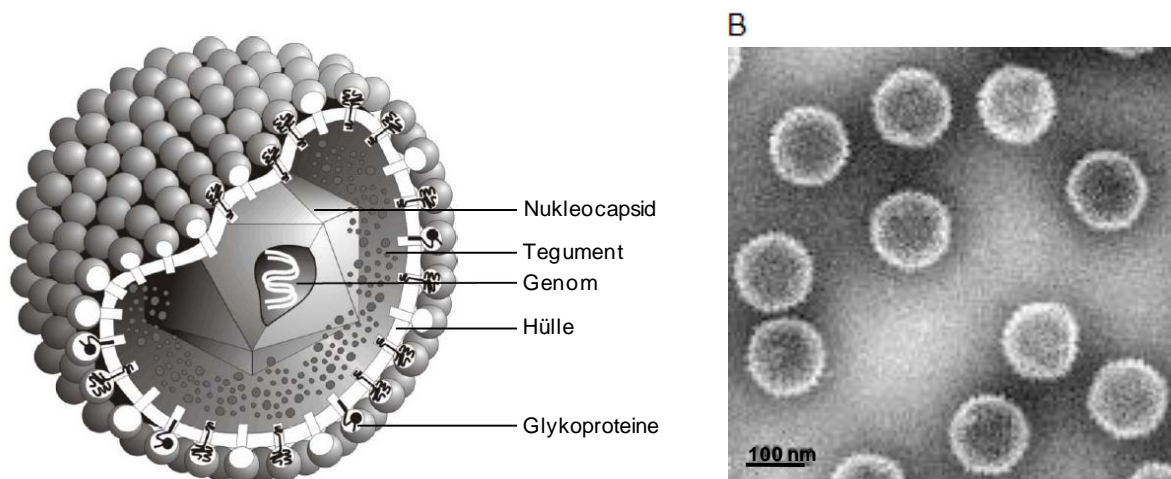 B
Nukleocapsid
Tegument
Genom
Hülle
Glykoproteine
100 nm